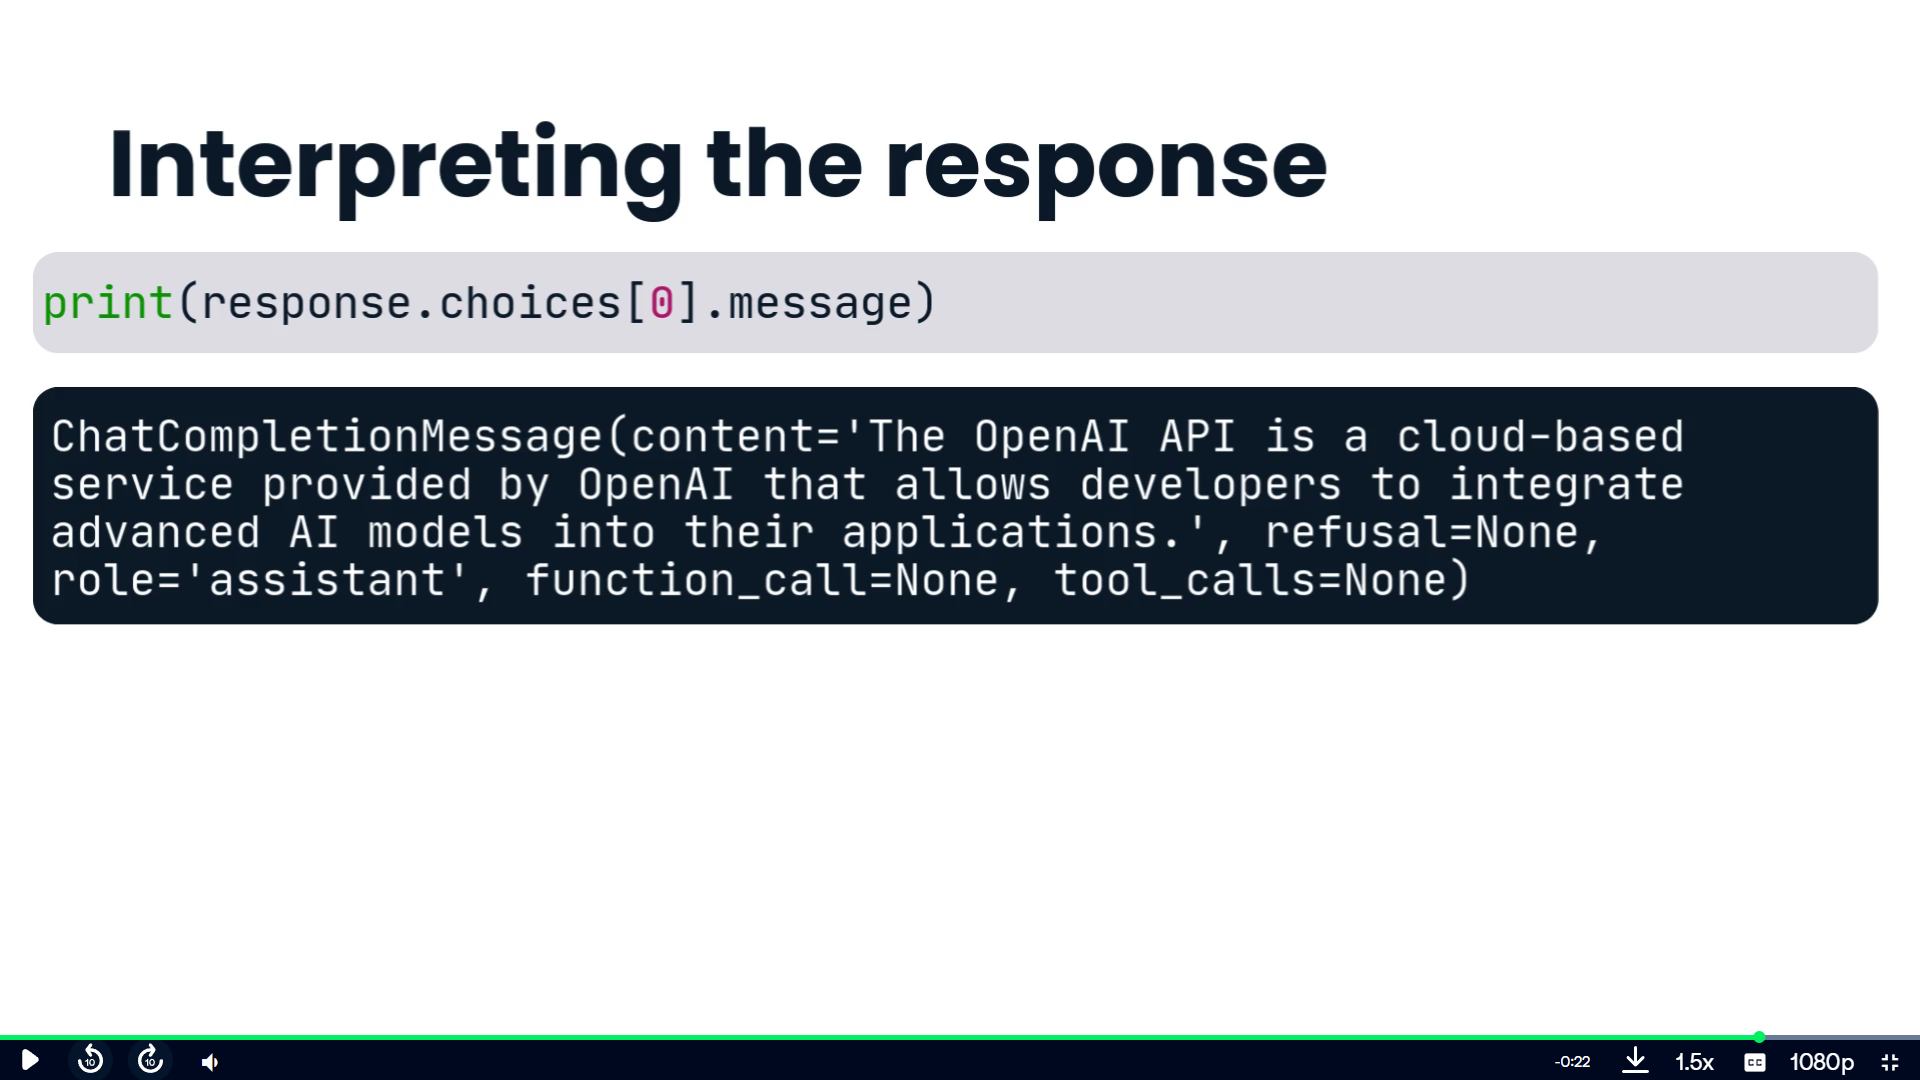 Interpreting the response
print(response.choices[0].message)
ChatCompletionMessage(content='The OpenAI API is a cloud-based
service provided by OpenAI that allows developers to integrate
advanced AI models into their applications.', refusal=None,
role='assistant', function_call=None, tool_calls=None)
10
10
-0:22
1.5x
CC
1080p